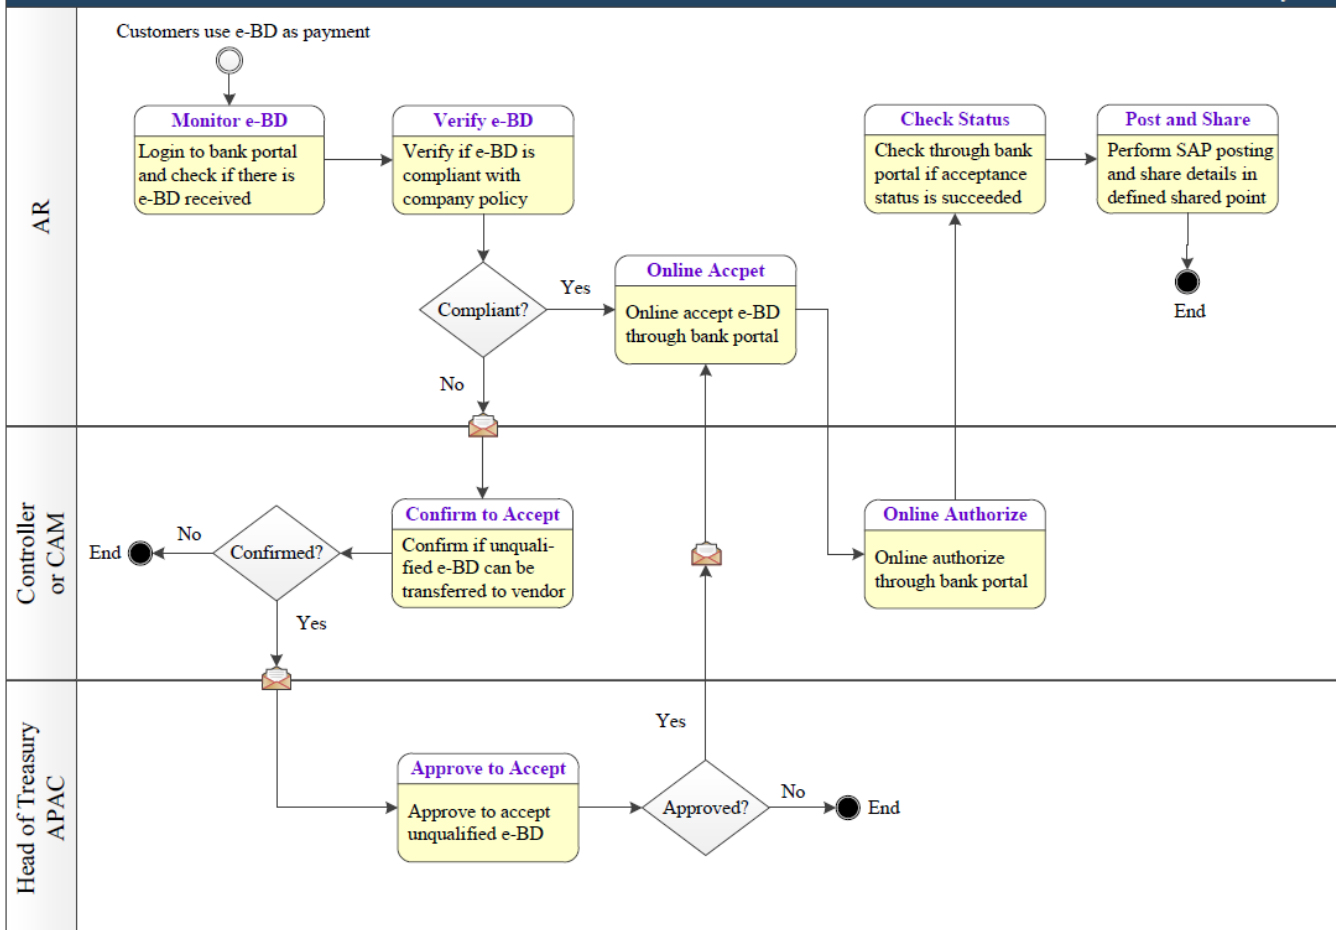 Customers use e-BD as payment
AR
Monitor e-BD
Login to bank portal
and check if there is
e-BD received
Verify e-BD
Verify if e-BD is
compliant with
company policy
Check Status
Check through bank
portal if acceptance
status is succeeded
Post and Share
Perform SAP posting
and share details in
defined shared point
End
Compliant?
Yes
No
Online Accpet
Online accept e-BD
through bank portal
Controller
or CAM
End
No
Confirmed?
Yes
Confirm to Accept
Confirm if unquali-
fied e-BD can be
transferred to vendor
Online Authorize
Online authorize
through bank portal
Head of Treasury
APAC
Approve to Accept
Approve to accept
unqualified e-BD
Yes
Approved?
No
End